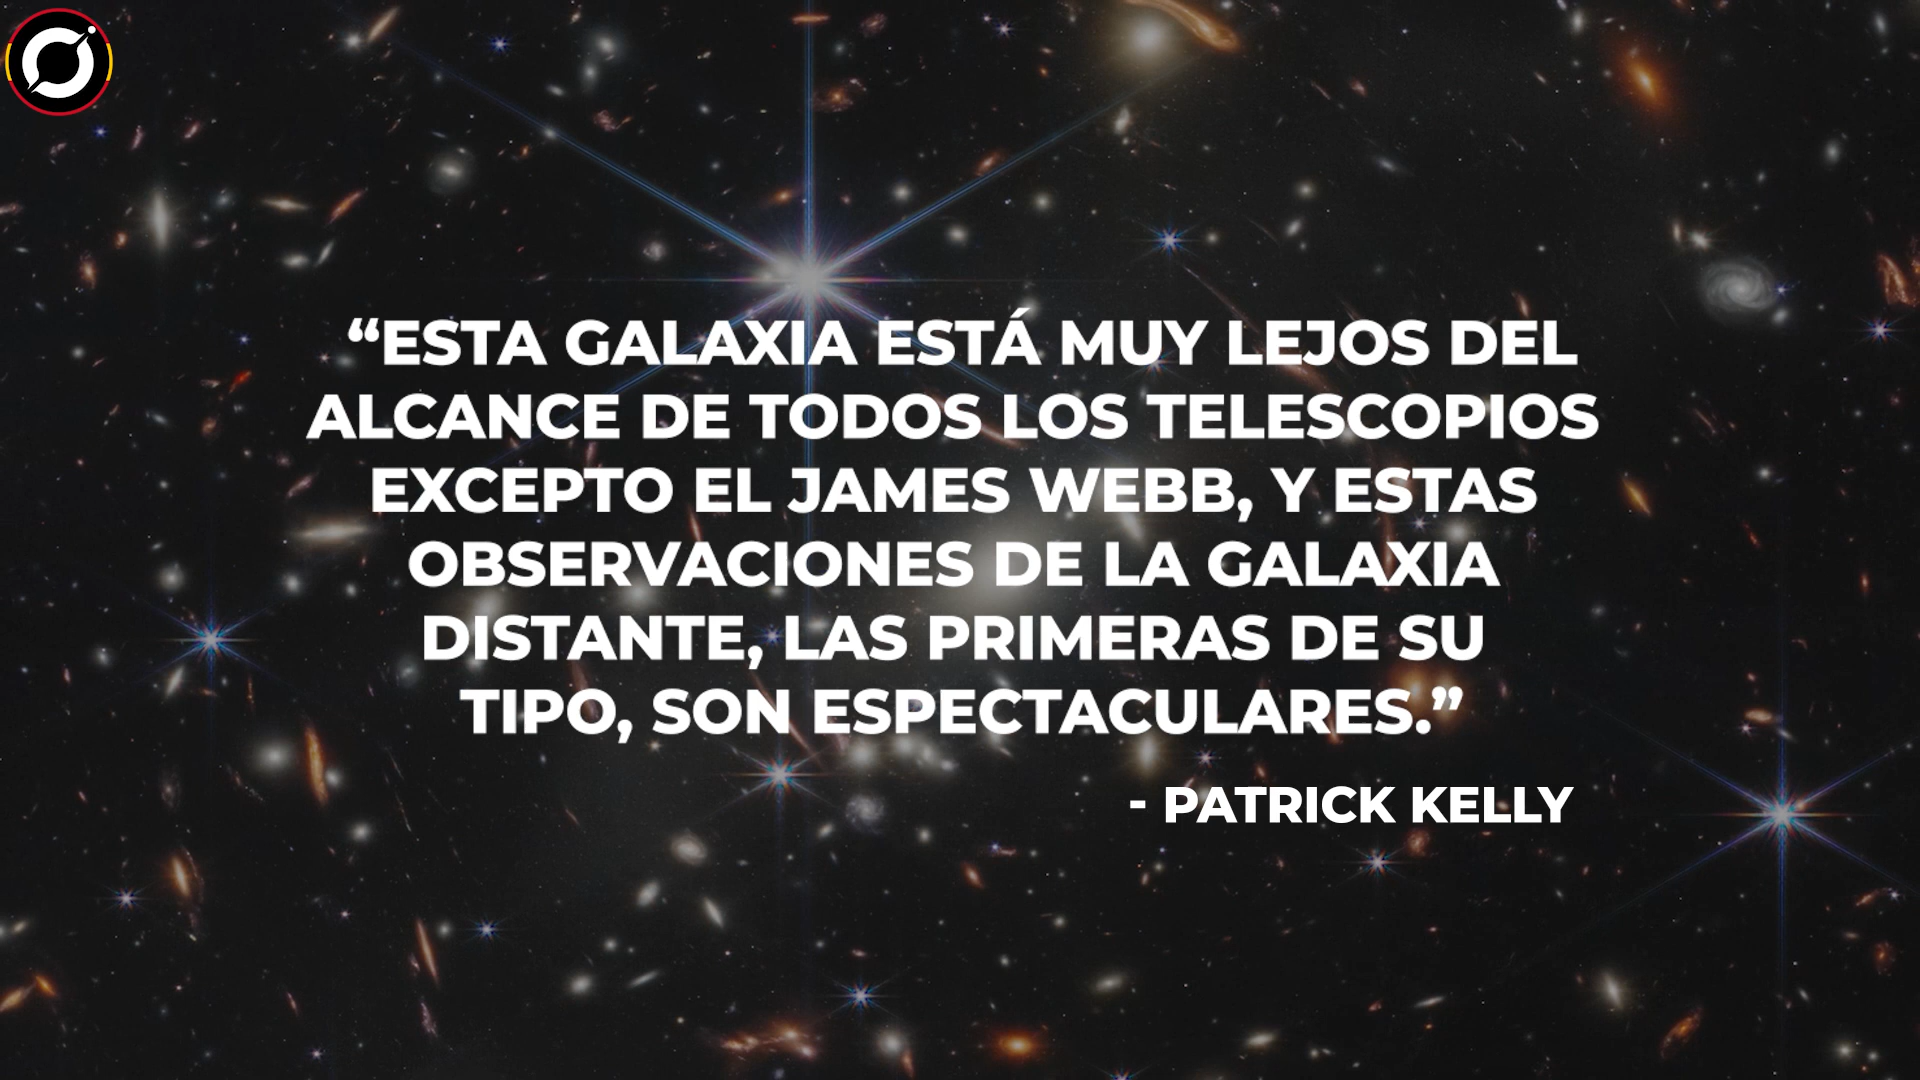 “ESTA GALAXIA ESTÁ MUY LEJOS DEL
ALCANCE DE TODOS LOS TELESCOPIOS
EXCEPTO EL JAMES WEBB, Y ESTAS
OBSERVACIONES DE LA GALAXIA
DISTANTE, LAS PRIMERAS DE SU
TIPO, SON ESPECTACULARES.”
- PATRICK KELLY